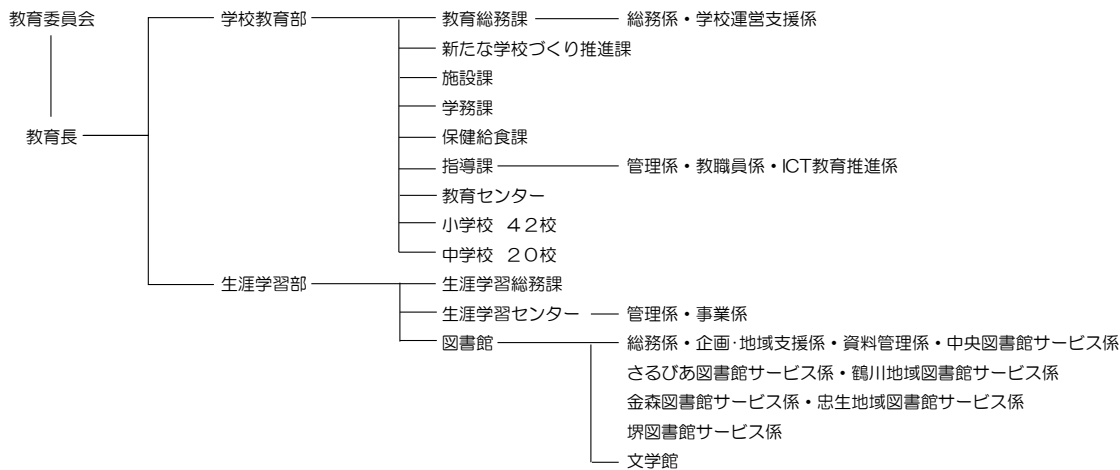 教育委員会
教育長
学校教育部
教育総務課
総務係・学校運営支援係
新たな学校づくり推進課
施設課
学務課
保健給食課
指導課
管理係・教職員係・ICT教育推進係
教育センター
小学校 42校
中学校 20校
生涯学習部
生涯学習総務課
生涯学習センター
管理係・事業係
図書館
総務係・企画・地域支援係・資料管理係・中央図書館サービス係
さるびあ図書館サービス係・鶴川地域図書館サービス係
金森図書館サービス係・忠生地域図書館サービス係
堺図書館サービス係
文学館